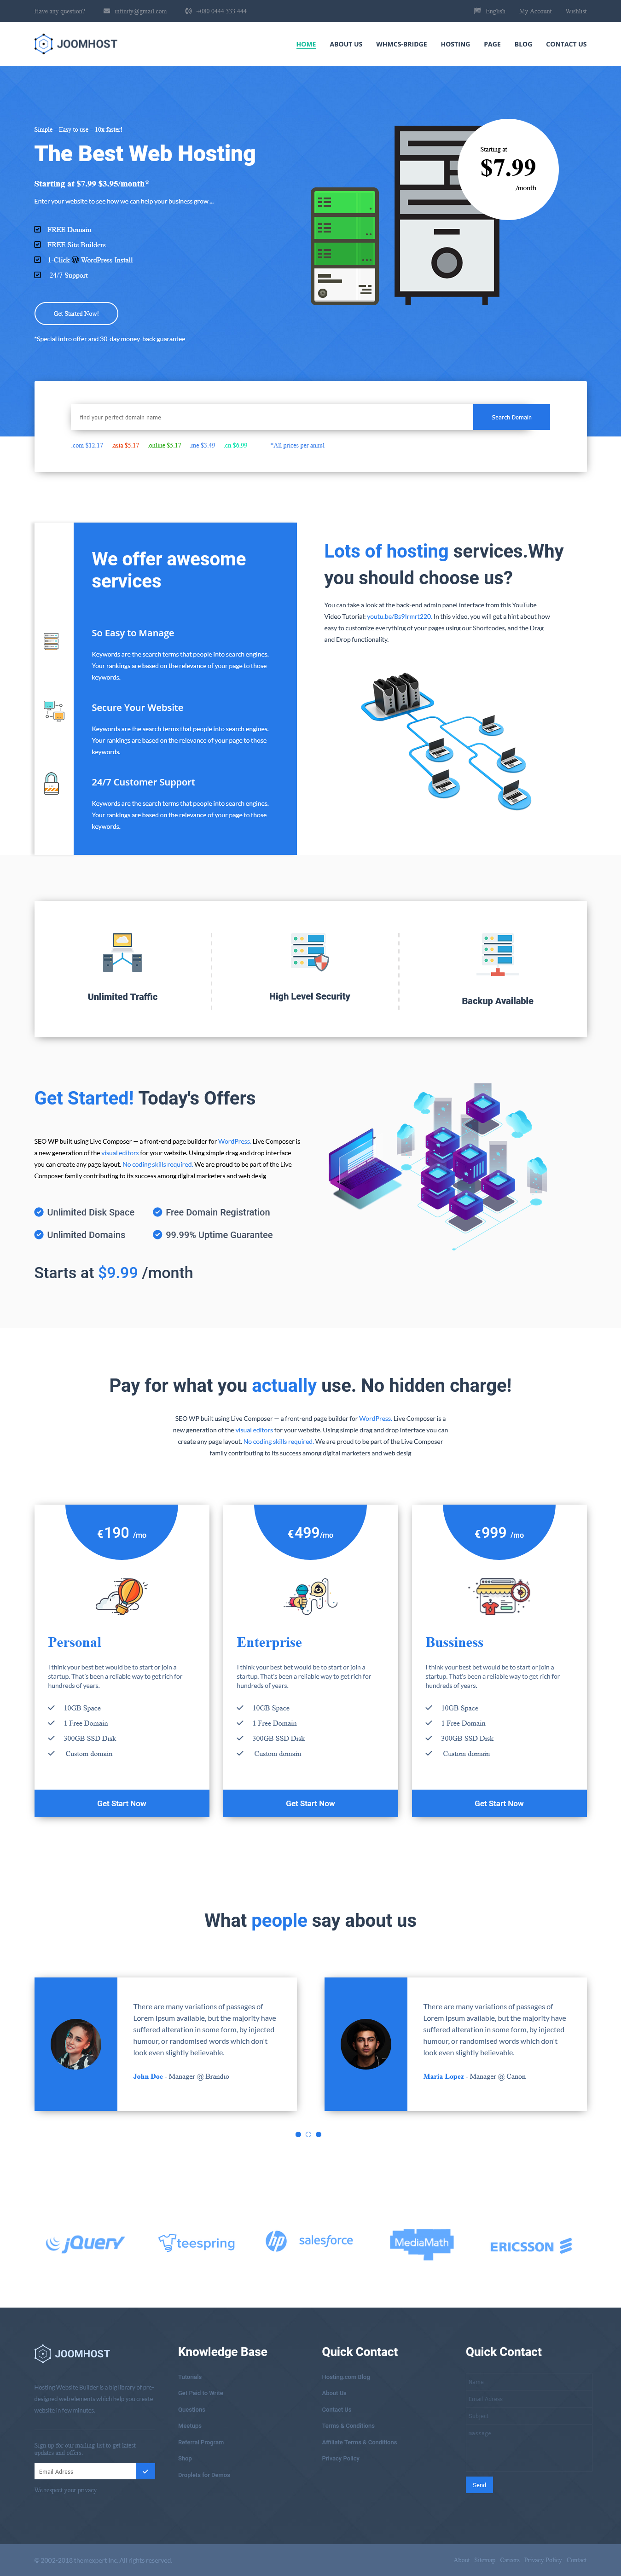 Have any question? infinity@gmail.com +080 0444 333 444 English My Account Wishlist
JOOMHOST HOME ABOUT US WHMCS-BRIDGE HOSTING PAGE BLOG CONTACT US
Simple – Easy to use – 10x faster!
The Best Web Hosting
Starting at $7.99 $3.95/month*
Enter your website to see how we can help your business grow ...
FREE Domain
FREE Site Builders
1-Click WordPress Install
24/7 Support
Get Started Now!
*Special intro offer and 30-day money-back guarantee
Starting at
$7.99
/month
find your perfect domain name Search Domain
.com $12.17 .asia $5.17 .online $5.17 .me $3.49 .cn $6.99 *All prices per annul
We offer awesome
services
So Easy to Manage
Keywords are the search terms that people into search engines.
Your rankings are based on the relevance of your page to those
keywords.
Secure Your Website
Keywords are the search terms that people into search engines.
Your rankings are based on the relevance of your page to those
keywords.
24/7 Customer Support
Keywords are the search terms that people into search engines.
Your rankings are based on the relevance of your page to those
keywords.
Lots of hosting services.Why
you should choose us?
You can take a look at the back-end admin panel interface from this YouTube
Video Tutorial: youtu.be/Bs9Irmrt220. In this video, you will get a hint about how
easy to customize everything of your pages using our Shortcodes, and the Drag
and Drop functionality.
Unlimited Traffic
High Level Security
Backup Available
Get Started! Today's Offers
SEO WP built using Live Composer — a front-end page builder for WordPress. Live Composer is
a new generation of the visual editors for your website. Using simple drag and drop interface
you can create any page layout. No coding skills required. We are proud to be part of the Live
Composer family contributing to its success among digital marketers and web desig
Unlimited Disk Space Free Domain Registration
Unlimited Domains 99.99% Uptime Guarantee
Starts at $9.99 /month
Pay for what you actually use. No hidden charge!
SEO WP built using Live Composer — a front-end page builder for WordPress. Live Composer is a
new generation of the visual editors for your website. Using simple drag and drop interface you can
create any page layout. No coding skills required. We are proud to be part of the Live Composer
family contributing to its success among digital marketers and web desig
€190 /mo
Personal
I think your best bet would be to start or join a
startup. That's been a reliable way to get rich for
hundreds of years.
10GB Space
1 Free Domain
300GB SSD Disk
Custom domain
Get Start Now
€499/mo
Enterprise
I think your best bet would be to start or join a
startup. That's been a reliable way to get rich for
hundreds of years.
10GB Space
1 Free Domain
300GB SSD Disk
Custom domain
Get Start Now
€999 /mo
Bussiness
I think your best bet would be to start or join a
startup. That's been a reliable way to get rich for
hundreds of years.
10GB Space
1 Free Domain
300GB SSD Disk
Custom domain
Get Start Now
What people say about us
There are many variations of passages of
Lorem Ipsum available, but the majority have
suffered alteration in some form, by injected
humour, or randomised words which don't
look even slightly believable.
John Doe - Manager @ Brandio
There are many variations of passages of
Lorem Ipsum available, but the majority have
suffered alteration in some form, by injected
humour, or randomised words which don't
look even slightly believable.
Maria Lopez - Manager @ Canon
jQuery teespring hp salesforce MediaMath ERICSSON
JOOMHOST
Hosting Website Builder is a big library of pre-
designed web elements which help you create
website in few minutes.
Sign up for our mailing list to get latest
updates and offers.
Email Adress
We respect your privacy
Knowledge Base
Tutorials
Get Paid to Write
Questions
Meetups
Referral Program
Shop
Droplets for Demos
Quick Contact
Hosting.com Blog
About Us
Contact Us
Terms & Conditions
Affiliate Terms & Conditions
Privacy Policy
Quick Contact
Name
Email Adress
Subject
message
Send
© 2002-2016 themexpert Inc. All rights reserved.
About Sitemap Careers Privacy Policy Contact